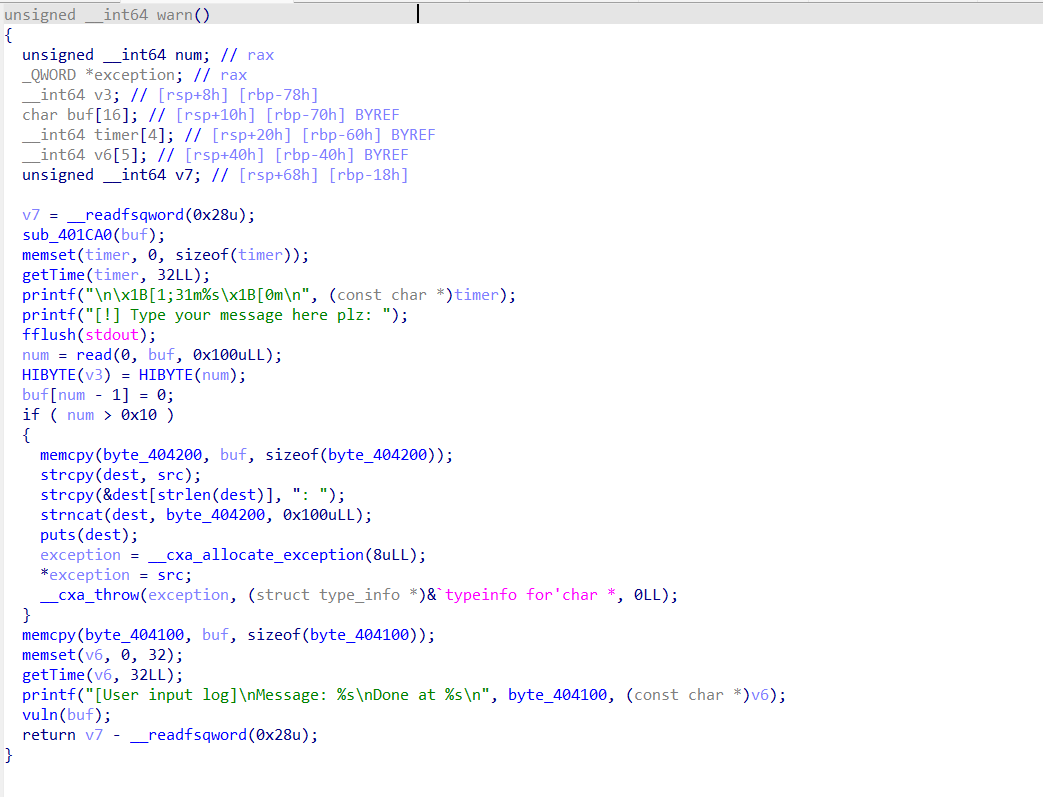 unsigned __int64 warn()
{
  unsigned __int64 num; // rax
  _QWORD *exception; // rax
  __int64 v3; // [rsp+8h] [rbp-78h]
  char buf[16]; // [rsp+10h] [rbp-70h] BYREF
  __int64 timer[4]; // [rsp+20h] [rbp-60h] BYREF
  __int64 v6[5]; // [rsp+40h] [rbp-40h] BYREF
  unsigned __int64 v7; // [rsp+68h] [rbp-18h]

  v7 = __readfsqword(0x28u);
  sub_401CA0(buf);
  memset(timer, 0, sizeof(timer));
  getTime(timer, 32LL);
  printf("\n\x1B[1;31m%s\x1B[0m\n", (const char *)timer);
  printf("[!] Type your message here plz: ");
  fflush(stdout);
  num = read(0, buf, 0x100uLL);
  HIBYTE(v3) = HIBYTE(num);
  buf[num - 1] = 0;
  if ( num > 0x10 )
  {
    memcpy(byte_404200, buf, sizeof(byte_404200));
    strcpy(dest, src);
    strcpy(&dest[strlen(dest)], ": ");
    strncat(dest, byte_404200, 0x100uLL);
    puts(dest);
    exception = __cxa_allocate_exception(8uLL);
    *exception = src;
    __cxa_throw(exception, (struct type_info *)&`typeinfo for'char *, 0LL);
  }
  memcpy(byte_404100, buf, sizeof(byte_404100));
  memset(v6, 0, 32);
  getTime(v6, 32LL);
  printf("[User input log]\nMessage: %s\nDone at %s\n", byte_404100, (const char *)v6);
  vuln(buf);
  return v7 - __readfsqword(0x28u);
}